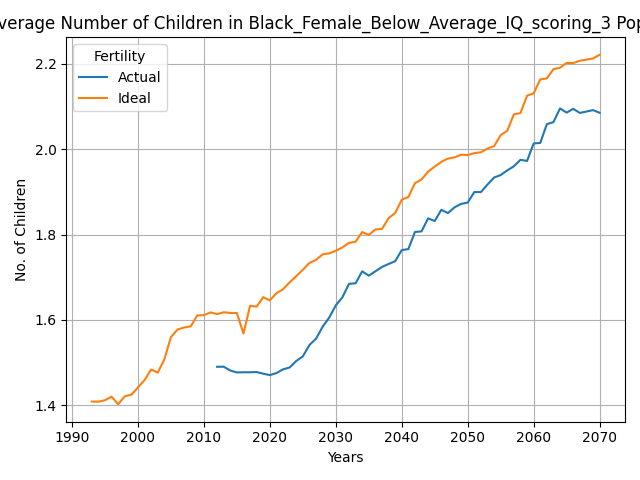 verage Number of Children in Black_Female_Below_Average_IQ_scoring_3 Pop
Fertility
Actual
Ideal
2.2
2.0
1.8
1.6
1.4
No. of Children
1990 2000 2010 2020 2030 2040 2050 2060 2070
Years